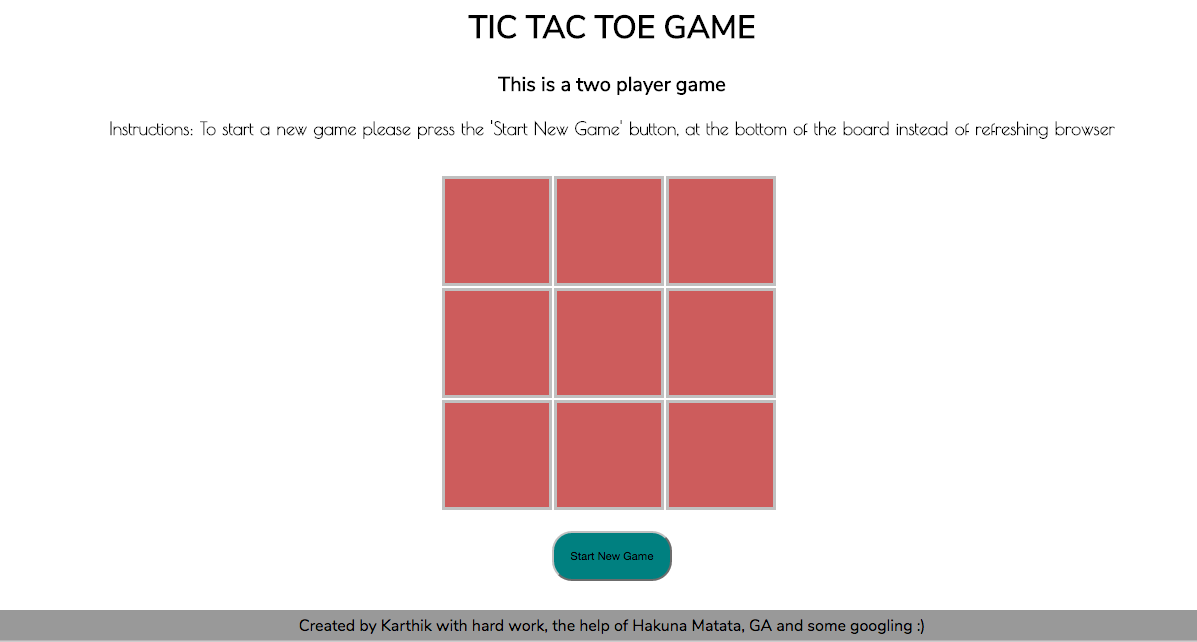 TIC TAC TOE GAME
This is a two player game
Instructions: To start a new game please press the 'Start New Game' button, at the bottom of the board instead of refreshing browser
Start New Game
Created by Karthik with hard work, the help of Hakuna Matata, GA and some googling :)